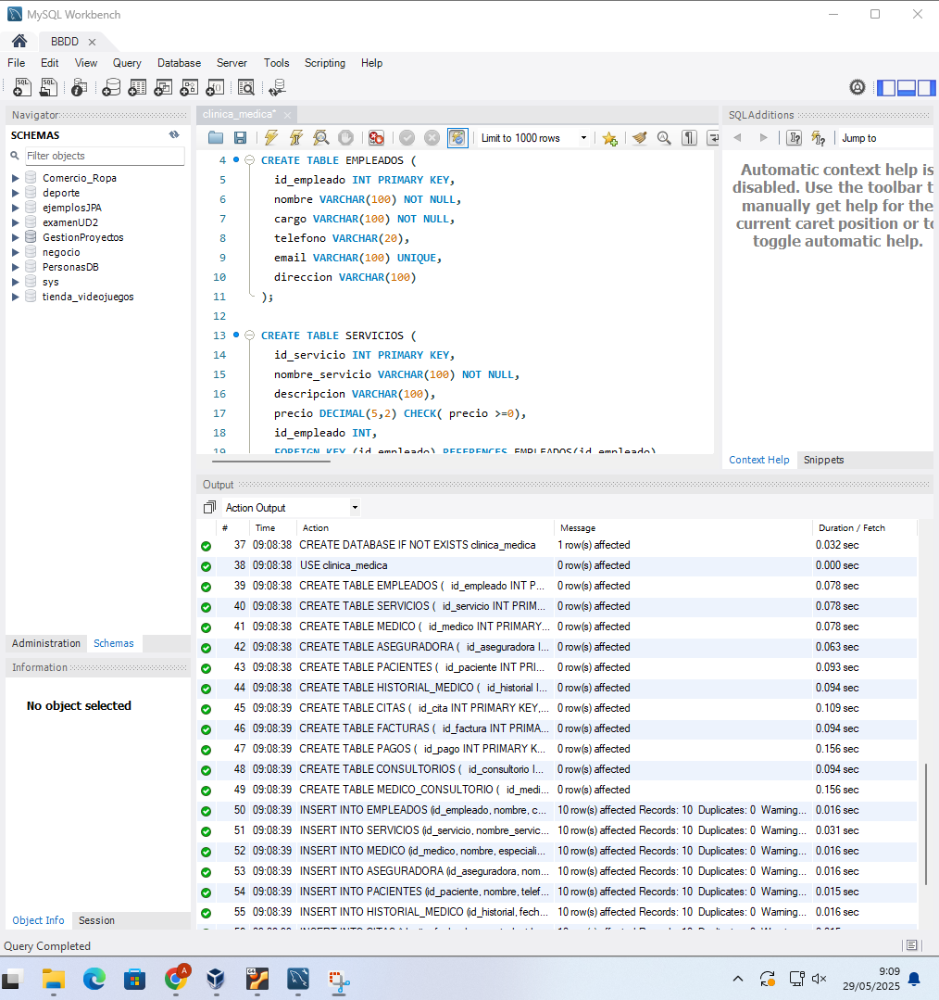 MySQL Workbench
BBDD
File Edit View Query Database Server Tools Scripting Help
Navigator
SCHEMAS
Filter objects
Comercio_Ropa
deporte
ejemplosJPA
examenUD2
GestionProyectos
negocio
PersonasDB
sys
tienda_videojuegos
Administration Schemas
Information
No object selected
Object Info Session
clinica_medica*
Limit to 1000 rows
4 CREATE TABLE EMPLEADOS (
5 id_empleado INT PRIMARY KEY,
6 nombre VARCHAR(100) NOT NULL,
7 cargo VARCHAR(100) NOT NULL,
8 telefono VARCHAR(20),
9 email VARCHAR(100) UNIQUE,
10 direccion VARCHAR(100)
11 );
12
13 CREATE TABLE SERVICIOS (
14 id_servicio INT PRIMARY KEY,
15 nombre_servicio VARCHAR(100) NOT NULL,
16 descripcion VARCHAR(100),
17 precio DECIMAL(5,2) CHECK( precio >=0),
18 id_empleado INT,
19 FOREIGN KEY (id_empleado) REFERENCES EMPLEADOS(id_empleado)
SQLAdditions
Jump to
Automatic context help is
disabled. Use the toolbar t
manually get help for the
current caret position or to
toggle automatic help.
Context Help Snippets
Output
Action Output
# Time Action Message Duration / Fetch
37 09:08:38 CREATE DATABASE IF NOT EXISTS clinica_medica 1 row(s) affected 0.032 sec
38 09:08:38 USE clinica_medica 0 row(s) affected 0.000 sec
39 09:08:38 CREATE TABLE EMPLEADOS ( id_empleado INT P... 0 row(s) affected 0.078 sec
40 09:08:38 CREATE TABLE SERVICIOS ( id_servicio INT PRIM... 0 row(s) affected 0.078 sec
41 09:08:38 CREATE TABLE MEDICO ( id_medico INT PRIMARY... 0 row(s) affected 0.078 sec
42 09:08:38 CREATE TABLE ASEGURADORA ( id_aseguradora I... 0 row(s) affected 0.063 sec
43 09:08:38 CREATE TABLE PACIENTES ( id_paciente INT PRI... 0 row(s) affected 0.093 sec
44 09:08:38 CREATE TABLE HISTORIAL_MEDICO ( id_historial I... 0 row(s) affected 0.094 sec
45 09:08:39 CREATE TABLE CITAS ( id_cita INT PRIMARY KEY,... 0 row(s) affected 0.109 sec
46 09:08:39 CREATE TABLE FACTURAS ( id_factura INT PRIMA... 0 row(s) affected 0.094 sec
47 09:08:39 CREATE TABLE PAGOS ( id_pago INT PRIMARY K... 0 row(s) affected 0.156 sec
48 09:08:39 CREATE TABLE CONSULTORIOS ( id_consultorio I... 0 row(s) affected 0.094 sec
49 09:08:39 CREATE TABLE MEDICO_CONSULTORIO ( id_medi... 0 row(s) affected 0.156 sec
50 09:08:39 INSERT INTO EMPLEADOS (id_empleado, nombre, c... 10 row(s) affected Records: 10 Duplicates: 0 Warning... 0.016 sec
51 09:08:39 INSERT INTO SERVICIOS (id_servicio, nombre_servic... 10 row(s) affected Records: 10 Duplicates: 0 Warning... 0.031 sec
52 09:08:39 INSERT INTO MEDICO (id_medico, nombre, especiali... 10 row(s) affected Records: 10 Duplicates: 0 Warning... 0.016 sec
53 09:08:39 INSERT INTO ASEGURADORA (id_aseguradora, nom... 10 row(s) affected Records: 10 Duplicates: 0 Warning... 0.016 sec
54 09:08:39 INSERT INTO PACIENTES (id_paciente, nombre, telef... 10 row(s) affected Records: 10 Duplicates: 0 Warning... 0.015 sec
55 09:08:39 INSERT INTO HISTORIAL_MEDICO (id_historial, fech... 10 row(s) affected Records: 10 Duplicates: 0 Warning... 0.016 sec
Query Completed
9:09
29/05/2025